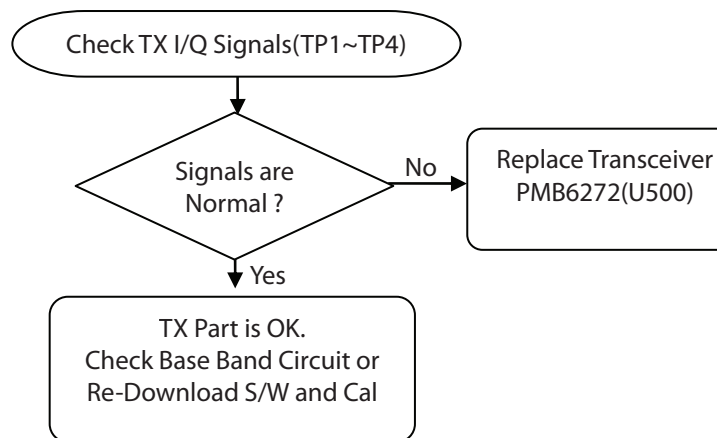 Check TX I/Q Signals(TP1~TP4)
Signals are
Normal ?
No
Replace Transceiver
PMB6272(U500)
Yes
TX Part is OK.
Check Base Band Circuit or
Re-Download S/W and Cal